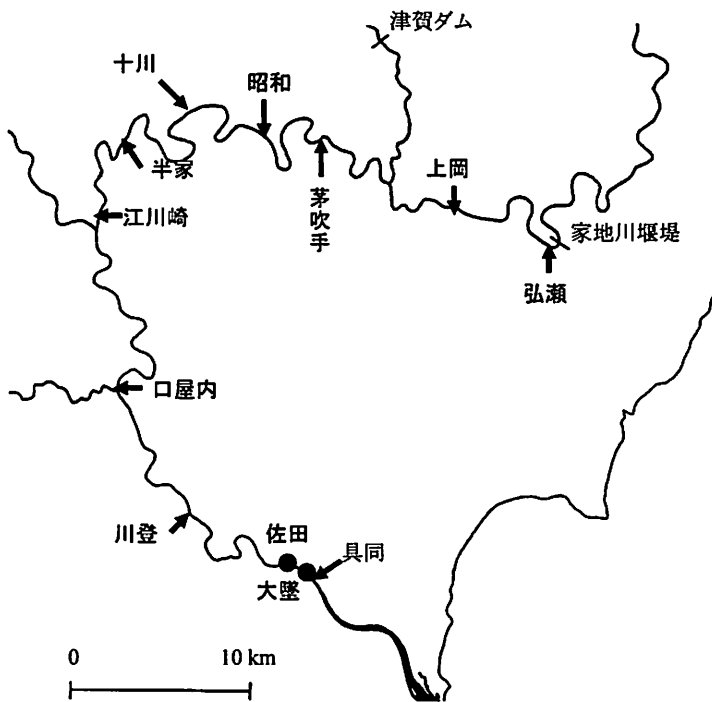 津賀ダム
十川
昭和
半家
茅吹手
上岡
江川崎
家地川堰堤
弘瀬
口屋内
川登
佐田
具同
大墜
0
10 km